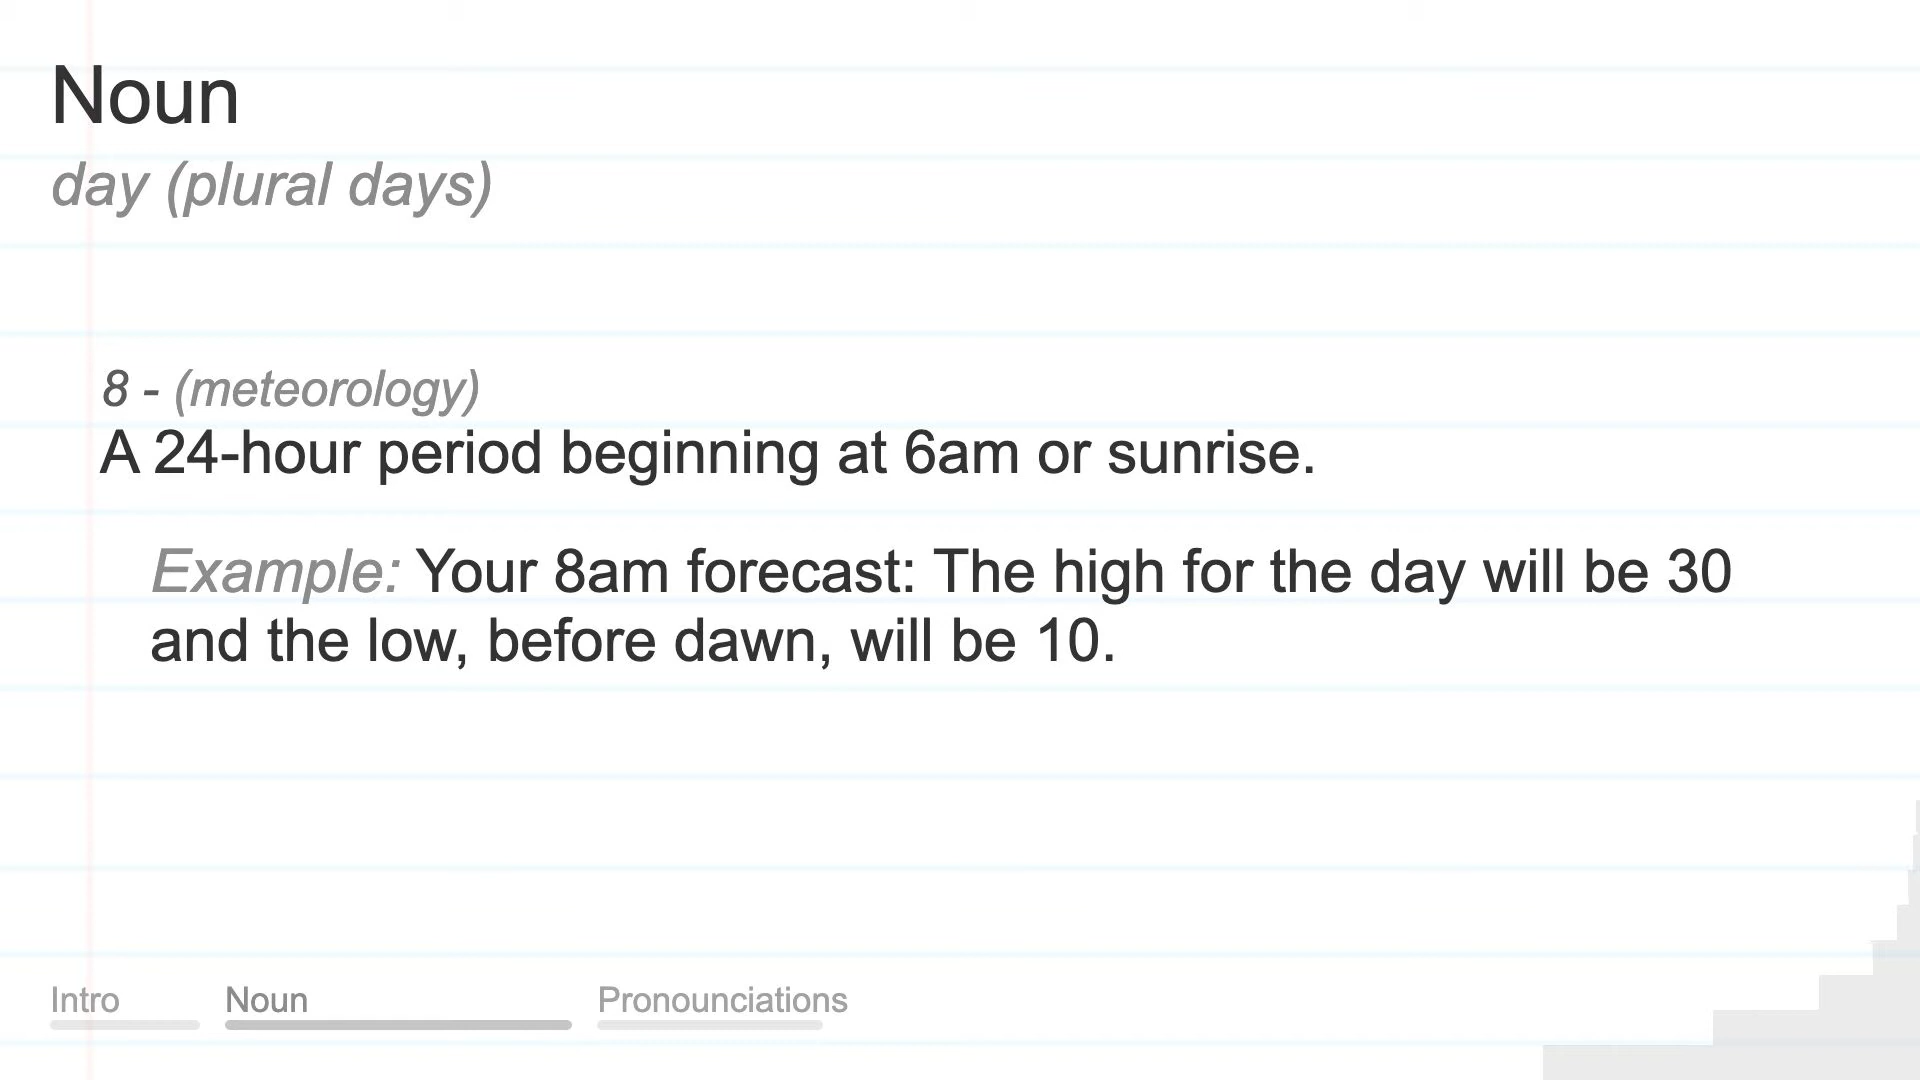 Noun
day (plural days)
8 - (meteorology)
A 24-hour period beginning at 6am or sunrise.
Example: Your 8am forecast: The high for the day will be 30
and the low, before dawn, will be 10.
Intro
Noun
Pronounciations